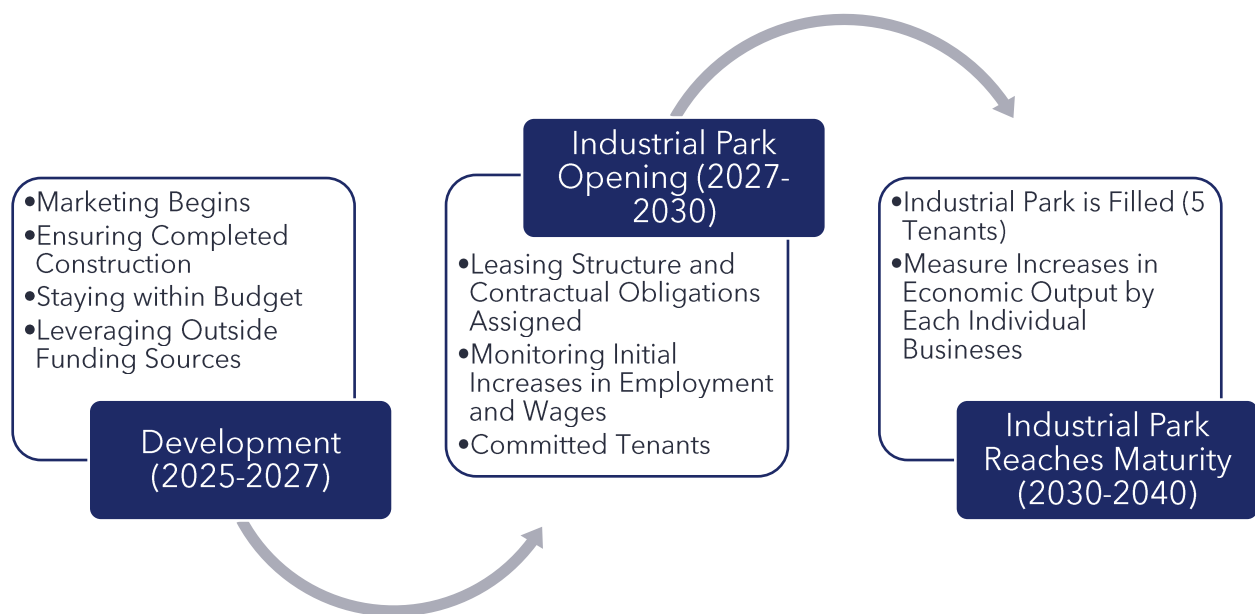 •Marketing Begins
•Ensuring Completed
Construction
•Staying within Budget
•Leveraging Outside
Funding Sources
Development
(2025-2027)
Industrial Park
Opening (2027-
2030)
•Leasing Structure and
Contractual Obligations
Assigned
•Monitoring Initial
Increases in Employment
and Wages
•Committed Tenants
•Industrial Park is Filled (5
Tenants)
•Measure Increases in
Economic Output by
Each Individual
Busineses
Industrial Park
Reaches Maturity
(2030-2040)